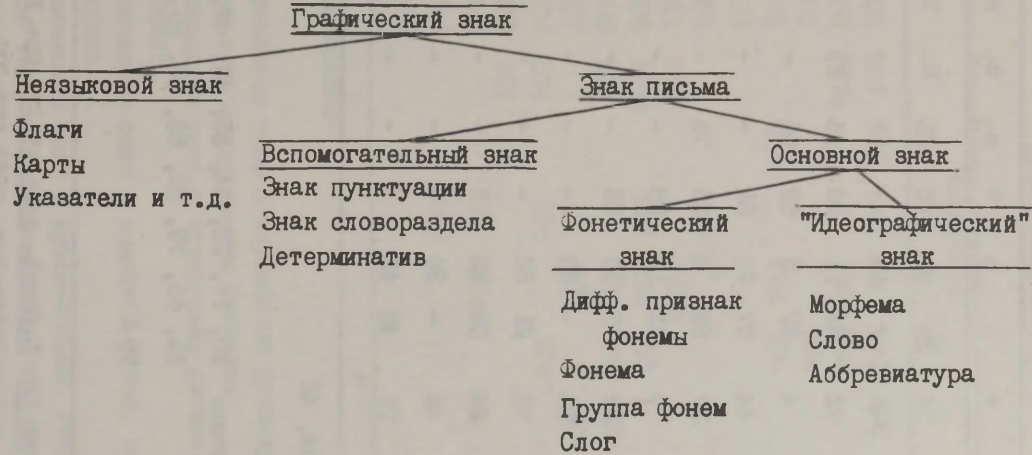 Графический знак
Неязыковой знак
Флаги
Карты
Указатели и т.д.
Знак письма
Вспомогательный знак
Знак пунктуации
Знак словораздела
Детерминатив
Основной знак
Фонетический
знак
Дифф. признак
фонемы
Фонема
Группа фонем
Слог
"Идеографический"
знак
Морфема
Слово
Аббревиатура